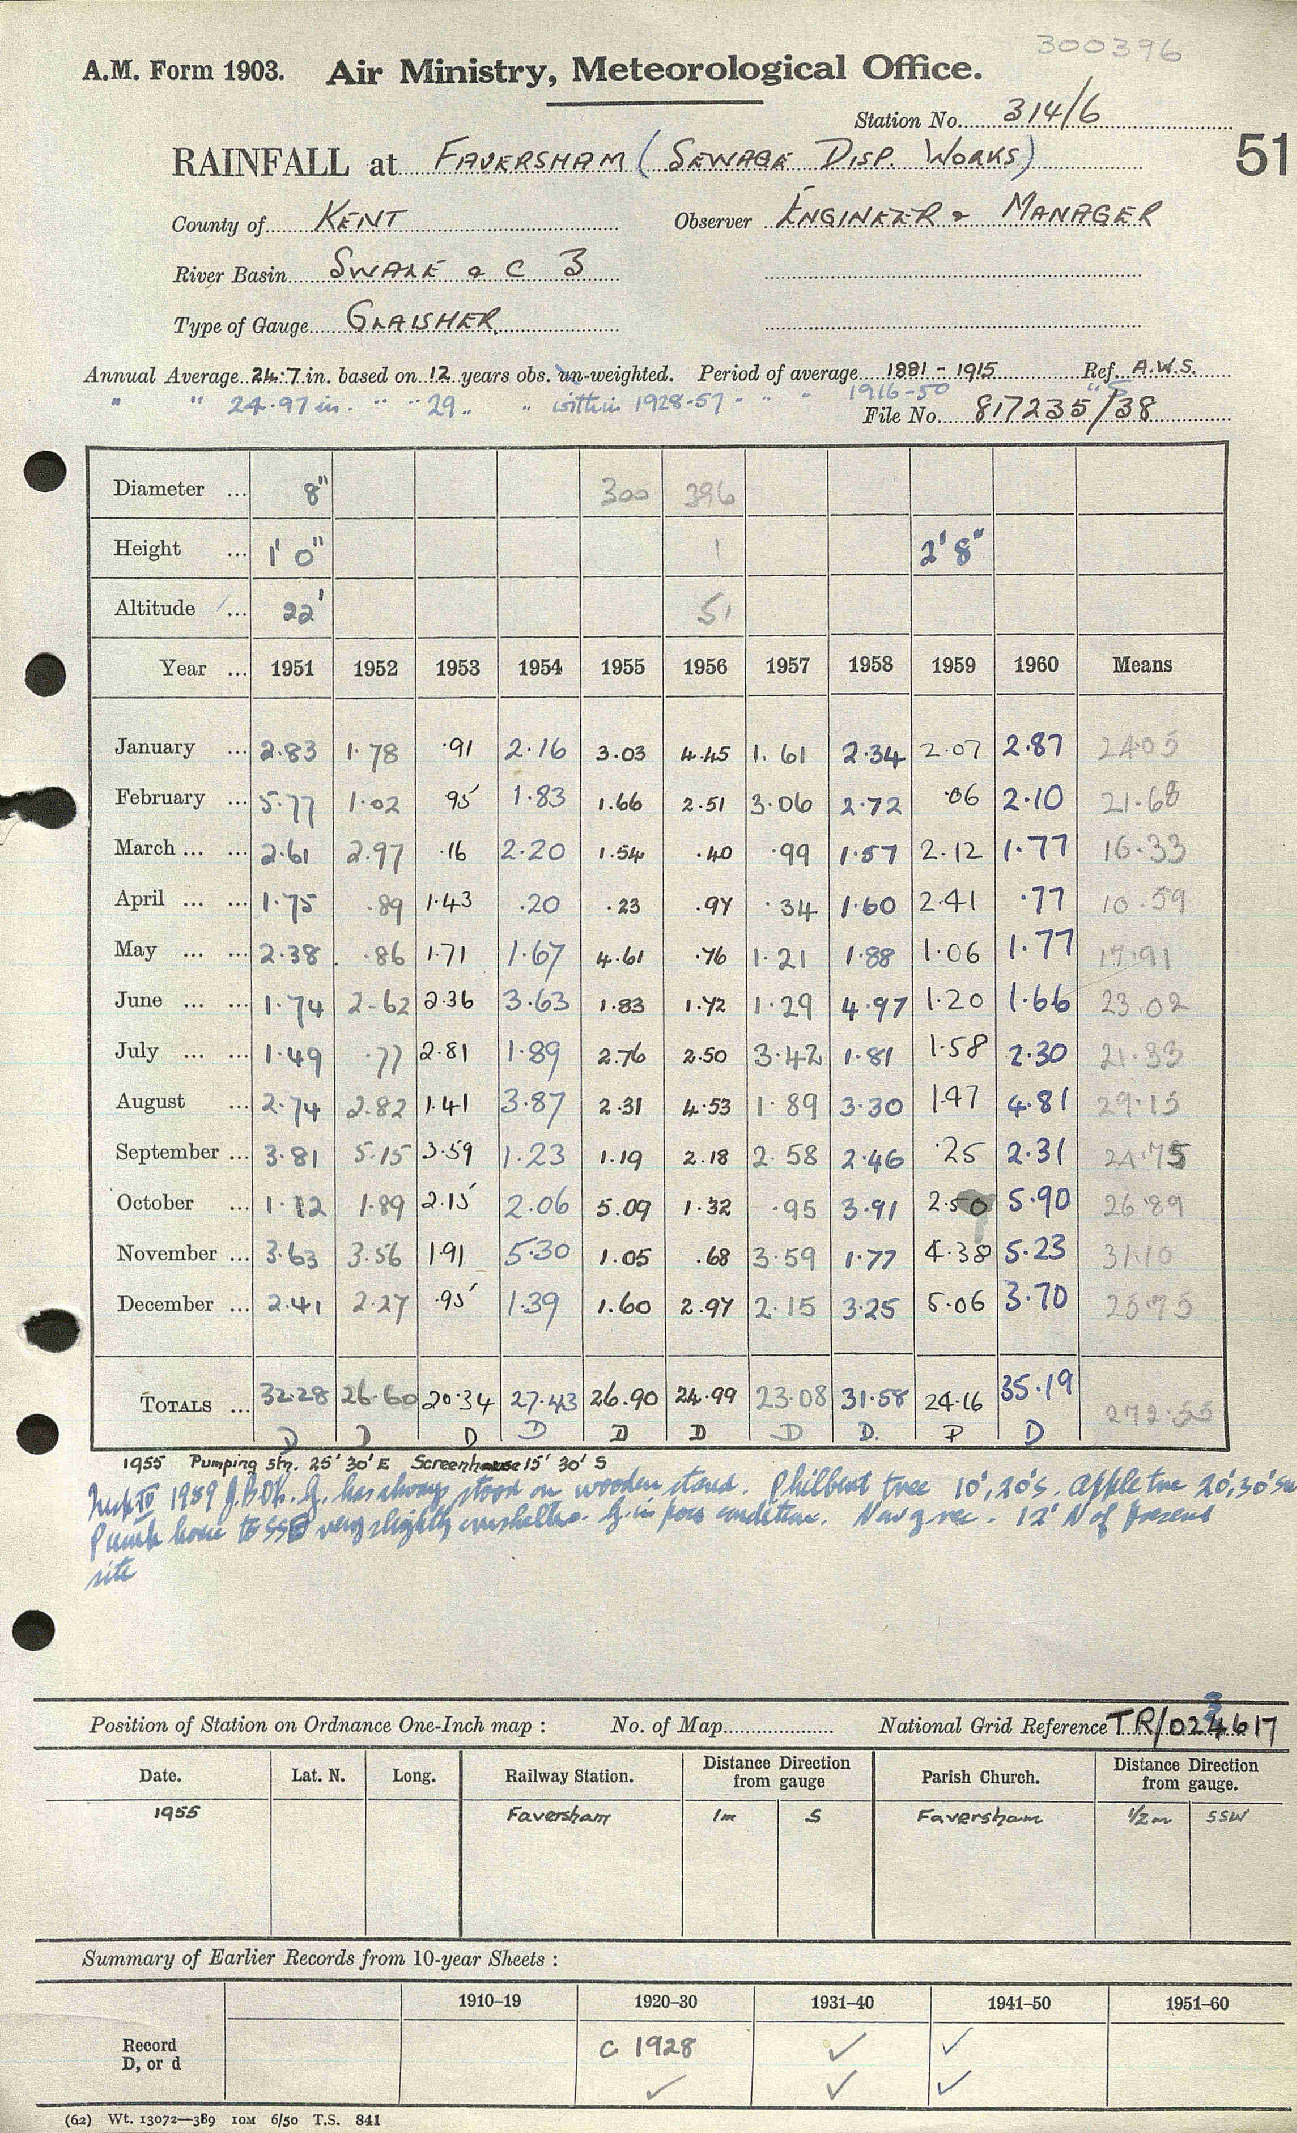 300396
A.M. Form 1903. Air Ministry, Meteorological Office.
Station No. 314/6
RAINFALL at FAVERSHAM (SEWAGE DISP. WORKS)
51
County of KENT Observer ENGINEER & MANAGER
River Basin SWALE & C 3
Type of Gauge GLAISHER
Annual Average 24.7 in. based on 12 years obs. un-weighted. Period of average 1881 - 1915 Ref. A.W.S.
" " 24.97 in. " " 29 " " within 1928-57 " " " 1916-50 " 5
File No. 817235/38
Diameter ... 8" 300 396
Height ... 1' 0" 1 2' 8"
Altitude ... 22' 51
Year ... 1951 1952 1953 1954 1955 1956 1957 1958 1959 1960 Means
January ... 2.83 1.78 .91 2.16 3.03 4.45 1.61 2.34 2.07 2.87 24.05
February ... 5.77 1.02 .95 1.83 1.66 2.51 3.06 2.72 .06 2.10 21.68
March ... ... 2.61 2.97 .16 2.20 1.54 .40 .99 1.57 2.12 1.77 16.33
April ... ... 1.75 .89 1.43 .20 .23 .97 .34 1.60 2.41 .77 10.59
May ... ... 2.38 .86 1.71 1.67 4.61 .76 1.21 1.88 1.06 1.77 17.91
June ... ... 1.74 2.62 2.36 3.63 1.83 1.72 1.29 4.97 1.20 1.66 23.02
July ... ... 1.49 .77 2.81 1.89 2.76 2.50 3.42 1.81 1.58 2.30 21.33
August ... 2.74 2.82 1.41 3.87 2.31 4.53 1.89 3.30 1.47 4.81 29.15
September ... 3.81 5.15 3.59 1.23 1.19 2.18 2.58 2.46 .25 2.31 24.75
October ... 1.12 1.89 2.15 2.06 5.09 1.32 .95 3.91 2.50 5.90 26.89
November ... 3.63 3.56 1.91 5.30 1.05 .68 3.59 1.77 4.38 5.23 31.10
December ... 2.41 2.27 .95 1.39 1.60 2.97 2.15 3.25 5.06 3.70 25.75
TOTALS ... 32.28 26.60 20.34 27.43 26.90 24.99 23.08 31.58 24.16 35.19 272.55
D D D D D D D D. P D
1955 Pumping stn. 25' 30' E Screenhouse 15' 30' S
1959 G. has always stood on wooden stand. Philbert tree 10', 20' S. apple tree 20', 30' SW
house to SSE very slightly G. in poor condition. 12' N of present
site
Position of Station on Ordnance One-Inch map : No. of Map National Grid Reference TR/024617
3
Date. Lat. N. Long. Railway Station. Distance from gauge Direction Parish Church. Distance from gauge. Direction
1955 Faversham 1m S Faversham 1/2m SSW
Summary of Earlier Records from 10-year Sheets :
1910–19 1920–30 1931–40 1941–50 1951–60
Record C 1928 ✓ ✓
D, or d ✓ ✓ ✓
(62) Wt. 13072—3B9 10M 6/50 T.S. 841